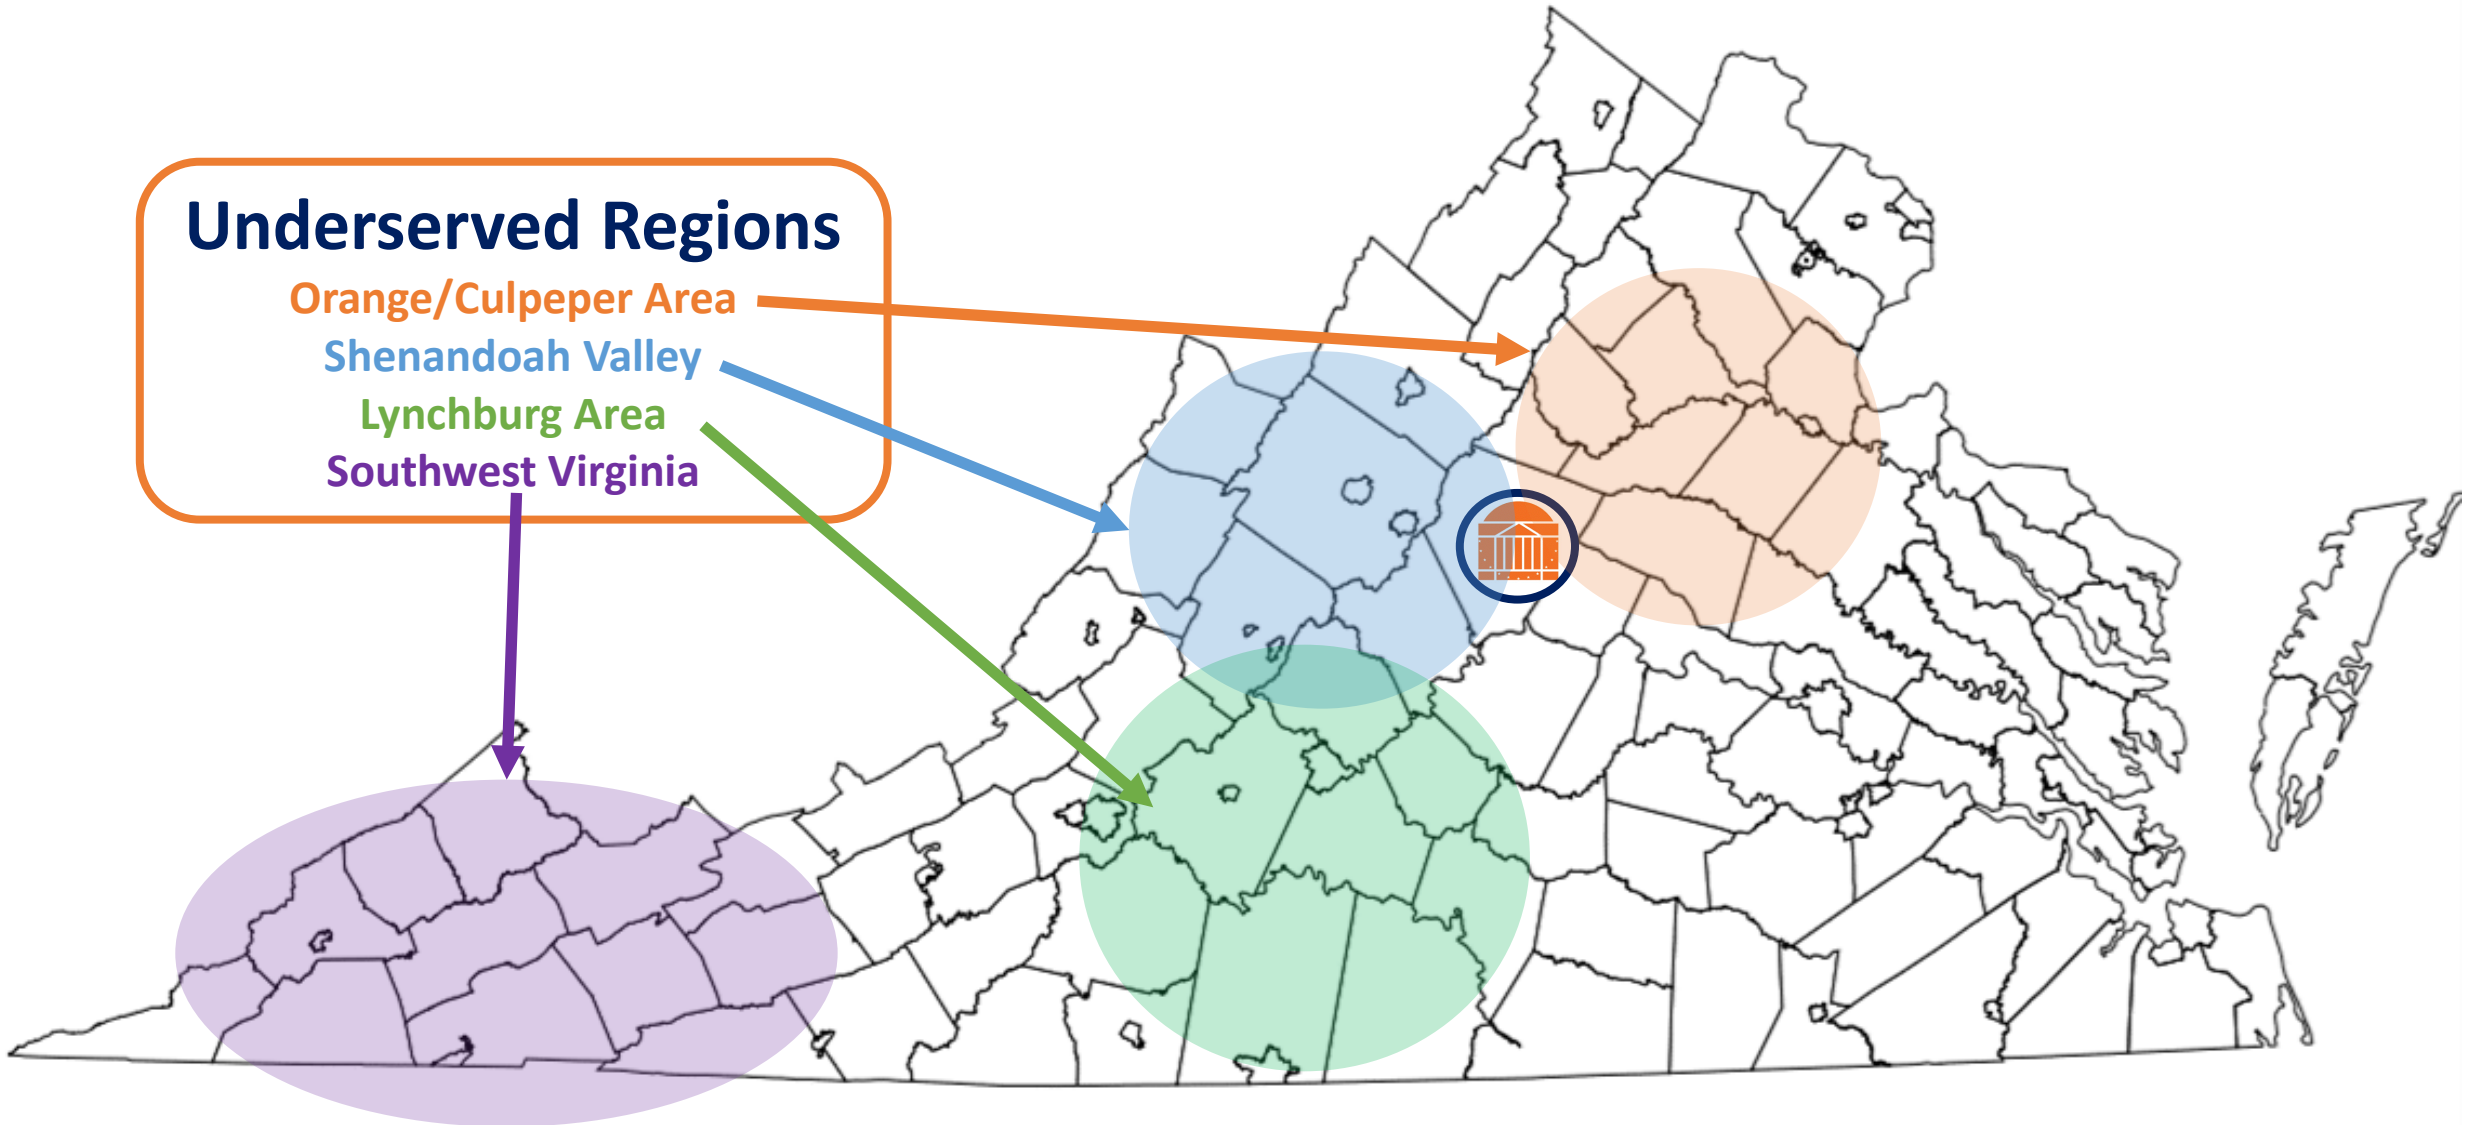 Underserved Regions
Orange/Culpeper Area
Shenandoah Valley
Lynchburg Area
Southwest Virginia